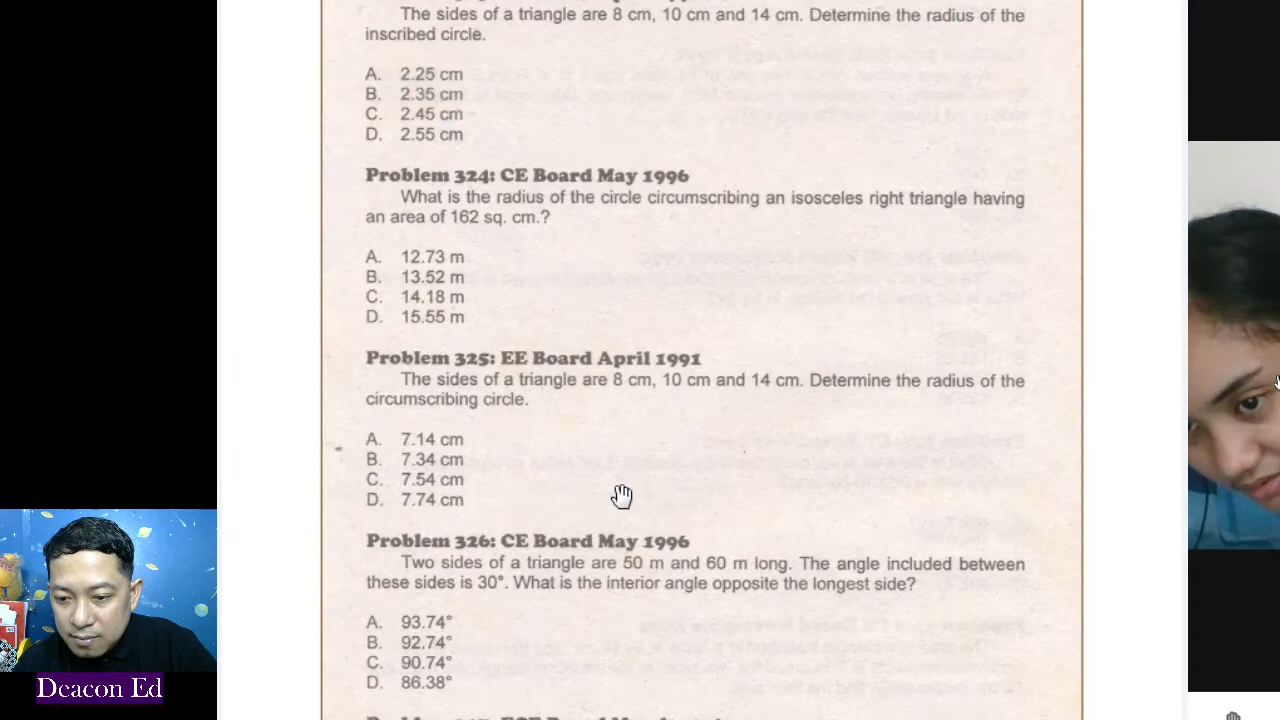 The sides of a triangle are 8 cm, 10 cm and 14 cm. Determine the radius of the
inscribed circle.
A. 2.25 cm
B. 2.35 cm
C. 2.45 cm
D. 2.55 cm
Problem 324: CE Board May 1996
What is the radius of the circle circumscribing an isosceles right triangle having
an area of 162 sq. cm.?
A. 12.73 m
B. 13.52 m
C. 14.18 m
D. 15.55 m
Problem 325: EE Board April 1991
The sides of a triangle are 8 cm, 10 cm and 14 cm. Determine the radius of the
circumscribing circle.
A. 7.14 cm
B. 7.34 cm
C. 7.54 cm
D. 7.74 cm
Problem 326: CE Board May 1996
Two sides of a triangle are 50 m and 60 m long. The angle included between
these sides is 30°. What is the interior angle opposite the longest side?
A. 93.74°
B. 92.74°
C. 90.74°
D. 86.38°
Deacon Ed